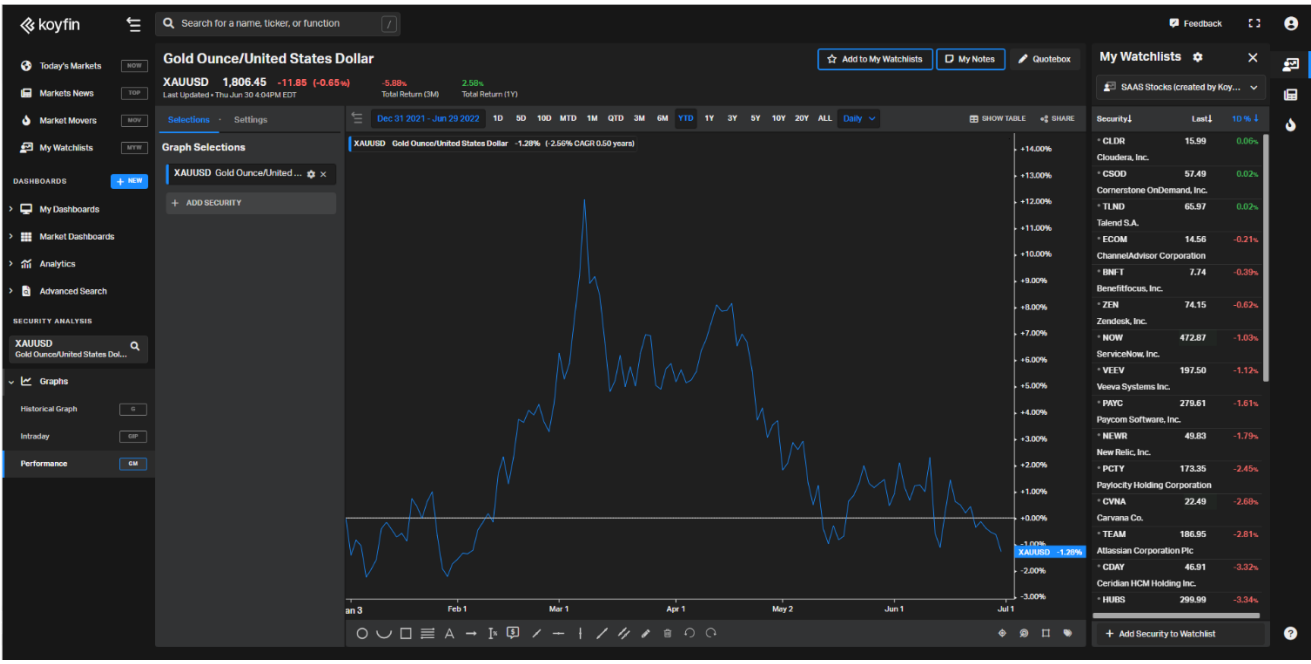 koyfin
Search for a name, ticker, or function /
Feedback
Today's Markets NOW
Markets News TOP
Market Movers MOV
My Watchlists MYW
DASHBOARDS + NEW
My Dashboards
Market Dashboards
Analytics
Advanced Search
SECURITY ANALYSIS
XAUUSD
Gold Ounce/United States Dol...
Graphs
Historical Graph G
Intraday GIP
Performance GM
Gold Ounce/United States Dollar
Add to My Watchlists My Notes Quotebox
XAUUSD 1,806.45 -11.85 (-0.65%) -5.88% 2.58%
Last Updated • Thu Jun 30 4:04PM EDT Total Return (3M) Total Return (1Y)
Selections Settings
Graph Selections
XAUUSD Gold Ounce/United ... ×
+ ADD SECURITY
Dec 31 2021 - Jun 29 2022 1D 5D 10D MTD 1M QTD 3M 6M YTD 1Y 3Y 5Y 10Y 20Y ALL Daily SHOW TABLE SHARE
XAUUSD Gold Ounce/United States Dollar -1.28% (-2.56% CAGR 0.50 years)
+14.00%
+13.00%
+12.00%
+11.00%
+10.00%
+9.00%
+8.00%
+7.00%
+6.00%
+5.00%
+4.00%
+3.00%
+2.00%
+1.00%
+0.00%
-1.00%
XAUUSD -1.28%
-2.00%
-3.00%
an 3 Feb 1 Mar 1 Apr 1 May 2 Jun 1 Jul 1
My Watchlists
SAAS Stocks (created by Koy...
Security↓ Last↓ 10 % ↓
CLDR 15.99 0.06%
Cloudera, Inc.
CSOD 57.49 0.02%
Cornerstone OnDemand, Inc.
TLND 65.97 0.02%
Talend S.A.
ECOM 14.56 -0.21%
ChannelAdvisor Corporation
BNFT 7.74 -0.39%
Benefitfocus, Inc.
ZEN 74.15 -0.62%
Zendesk, Inc.
NOW 472.87 -1.03%
ServiceNow, Inc.
VEEV 197.50 -1.12%
Veeva Systems Inc.
PAYC 279.61 -1.61%
Paycom Software, Inc.
NEWR 49.83 -1.79%
New Relic, Inc.
PCTY 173.35 -2.45%
Paylocity Holding Corporation
CVNA 22.49 -2.68%
Carvana Co.
TEAM 186.95 -2.81%
Atlassian Corporation Plc
CDAY 46.91 -3.32%
Ceridian HCM Holding Inc.
HUBS 299.99 -3.34%
+ Add Security to Watchlist